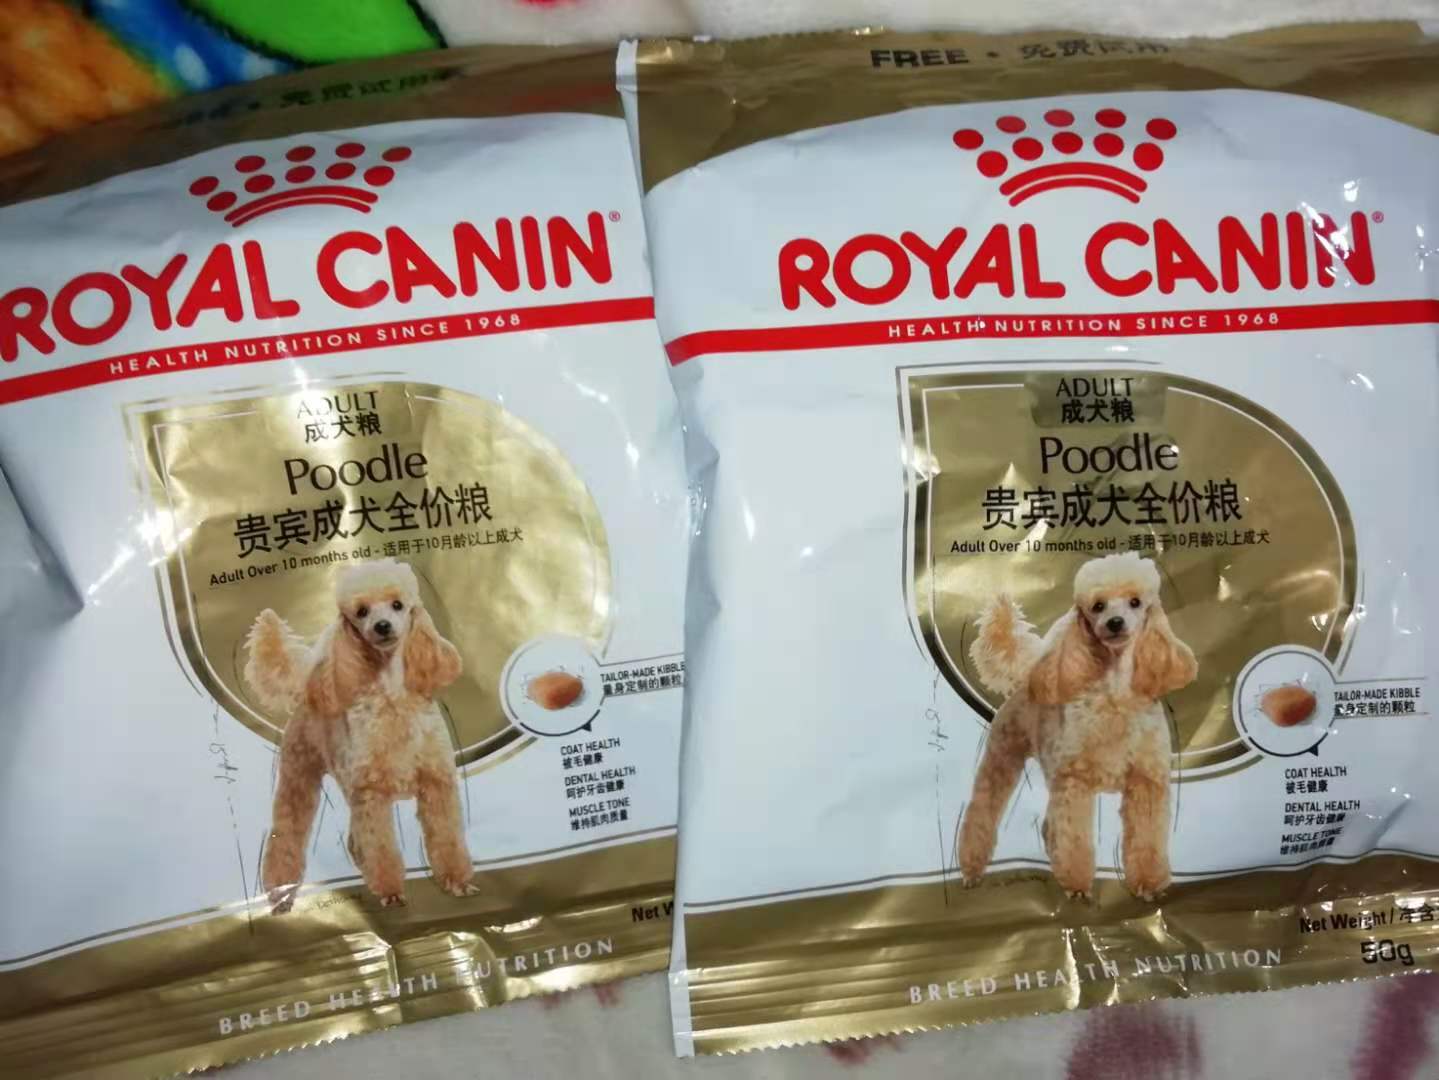 免费试用
ROYAL CANIN®
HEALTH NUTRITION SINCE 1968
ADULT
成犬粮
Poodle
贵宾成犬全价粮
Adult Over 10 months old - 适用于10月龄以上成犬
TAILOR-MADE KIBBLE
量身定制的颗粒
COAT HEALTH
被毛健康
DENTAL HEALTH
呵护牙齿健康
MUSCLE TONE
维持肌肉质量
Net W
BREED HEALTH NUTRITION
FREE · 免费试用
ROYAL CANIN®
HEALTH NUTRITION SINCE 1968
ADULT
成犬粮
Poodle
贵宾成犬全价粮
Adult Over 10 months old - 适用于10月龄以上成犬
TAILOR-MADE KIBBLE
量身定制的颗粒
COAT HEALTH
被毛健康
DENTAL HEALTH
呵护牙齿健康
MUSCLE TONE
维持肌肉质量
Net Weight / 净含
50g
BREED HEALTH NUTRITION